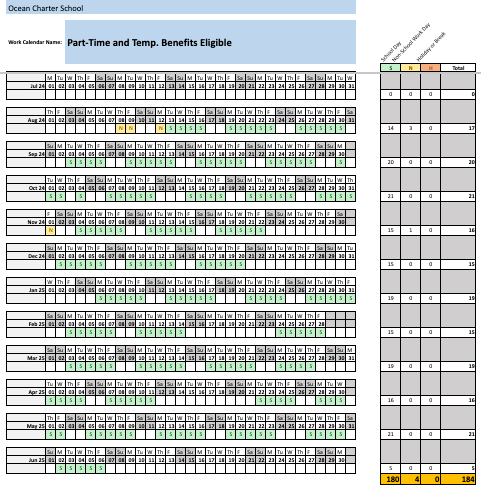 Ocean Charter School
Work Calendar Name: Part-Time and Temp. Benefits Eligible
School Day
Non-School Work Day
Holiday or Break
S N H Total
M Tu W Th F Sa Su M Tu W Th F Sa Su M Tu W Th F Sa Su M Tu W Th F Sa Su M Tu W
Jul 24 01 02 03 04 05 06 07 08 09 10 11 12 13 14 15 16 17 18 19 20 21 22 23 24 25 26 27 28 29 30 31
0 0 0 0
Th F Sa Su M Tu W Th F Sa Su M Tu W Th F Sa Su M Tu W Th F Sa Su M Tu W Th F Sa
Aug 24 01 02 03 04 05 06 07 08 09 10 11 12 13 14 15 16 17 18 19 20 21 22 23 24 25 26 27 28 29 30 31
N N N S S S S S S S S S S S S S S 14 3 0 17
Su M Tu W Th F Sa Su M Tu W Th F Sa Su M Tu W Th F Sa Su M Tu W Th F Sa Su M
Sep 24 01 02 03 04 05 06 07 08 09 10 11 12 13 14 15 16 17 18 19 20 21 22 23 24 25 26 27 28 29 30
S S S S S S S S S S S S S S S S S S S S 20 0 0 20
Tu W Th F Sa Su M Tu W Th F Sa Su M Tu W Th F Sa Su M Tu W Th F Sa Su M Tu W Th
Oct 24 01 02 03 04 05 06 07 08 09 10 11 12 13 14 15 16 17 18 19 20 21 22 23 24 25 26 27 28 29 30 31
S S S S S S S S S S S S S S S S S S S S S 21 0 0 21
F Sa Su M Tu W Th F Sa Su M Tu W Th F Sa Su M Tu W Th F Sa Su M Tu W Th F Sa
Nov 24 01 02 03 04 05 06 07 08 09 10 11 12 13 14 15 16 17 18 19 20 21 22 23 24 25 26 27 28 29 30
N S S S S S S S S S S S S S S S 15 1 0 16
Su M Tu W Th F Sa Su M Tu W Th F Sa Su M Tu W Th F Sa Su M Tu W Th F Sa Su M Tu
Dec 24 01 02 03 04 05 06 07 08 09 10 11 12 13 14 15 16 17 18 19 20 21 22 23 24 25 26 27 28 29 30 31
S S S S S S S S S S S S S S S 15 0 0 15
W Th F Sa Su M Tu W Th F Sa Su M Tu W Th F Sa Su M Tu W Th F Sa Su M Tu W Th F
Jan 25 01 02 03 04 05 06 07 08 09 10 11 12 13 14 15 16 17 18 19 20 21 22 23 24 25 26 27 28 29 30 31
S S S S S S S S S S S S S S S S S S S 19 0 0 19
Sa Su M Tu W Th F Sa Su M Tu W Th F Sa Su M Tu W Th F Sa Su M Tu W Th F
Feb 25 01 02 03 04 05 06 07 08 09 10 11 12 13 14 15 16 17 18 19 20 21 22 23 24 25 26 27 28
S S S S S S S S S S S S S S S 15 0 0 15
Sa Su M Tu W Th F Sa Su M Tu W Th F Sa Su M Tu W Th F Sa Su M Tu W Th F Sa Su M
Mar 25 01 02 03 04 05 06 07 08 09 10 11 12 13 14 15 16 17 18 19 20 21 22 23 24 25 26 27 28 29 30 31
S S S S S S S S S S S S S S S S S S S 19 0 0 19
Tu W Th F Sa Su M Tu W Th F Sa Su M Tu W Th F Sa Su M Tu W Th F Sa Su M Tu W
Apr 25 01 02 03 04 05 06 07 08 09 10 11 12 13 14 15 16 17 18 19 20 21 22 23 24 25 26 27 28 29 30
S S S S S S S S S S S S S S S S 16 0 0 16
Th F Sa Su M Tu W Th F Sa Su M Tu W Th F Sa Su M Tu W Th F Sa Su M Tu W Th F Sa
May 25 01 02 03 04 05 06 07 08 09 10 11 12 13 14 15 16 17 18 19 20 21 22 23 24 25 26 27 28 29 30 31
S S S S S S S S S S S S S S S S S S S S S 21 0 0 21
Su M Tu W Th F Sa Su M Tu W Th F Sa Su M Tu W Th F Sa Su M Tu W Th F Sa Su M
Jun 25 01 02 03 04 05 06 07 08 09 10 11 12 13 14 15 16 17 18 19 20 21 22 23 24 25 26 27 28 29 30
S S S S S 5 0 0 5
180 4 0 184